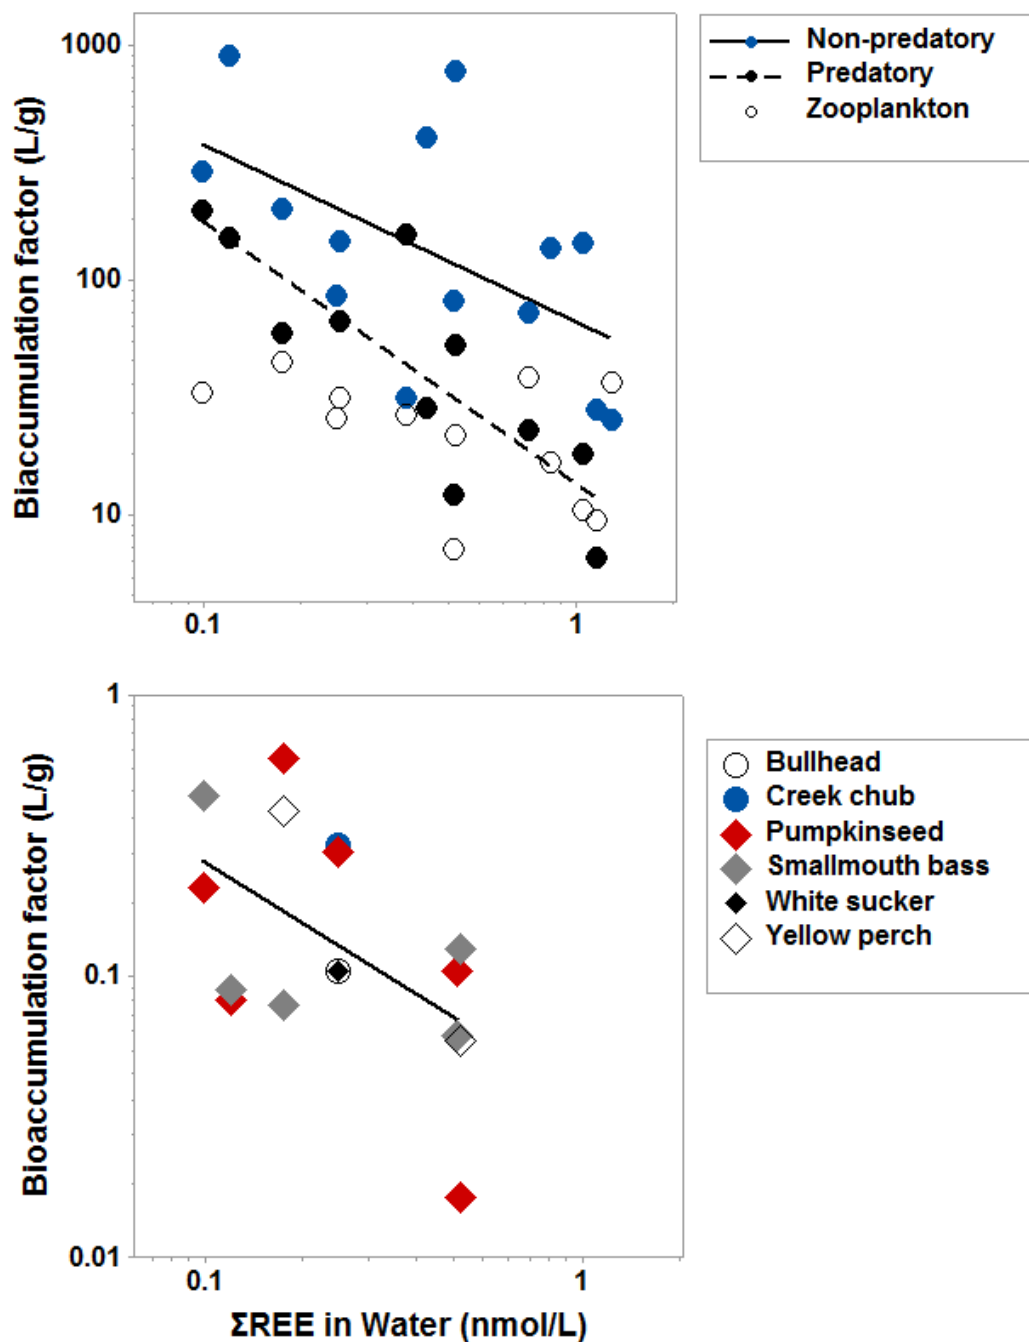 1000
100
10
0.1
1
Biaccumulation factor (L/g)
Non-predatory
Predatory
Zooplankton
1
0.1
0.01
0.1
1
Bioaccumulation factor (L/g)
ΣREE in Water (nmol/L)
Bullhead
Creek chub
Pumpkinseed
Smallmouth bass
White sucker
Yellow perch